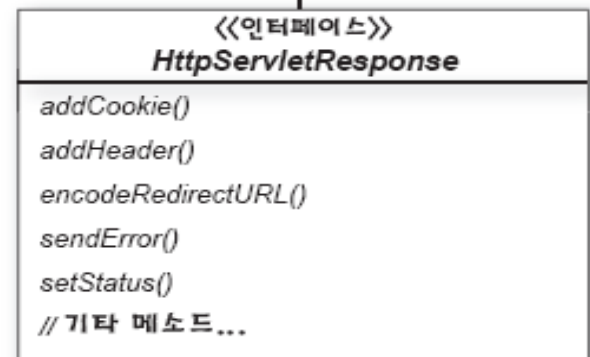 <<인터페이스>>
HttpServletResponse
addCookie()
addHeader()
encodeRedirectURL()
sendError()
setStatus()
// 기타 메소드...